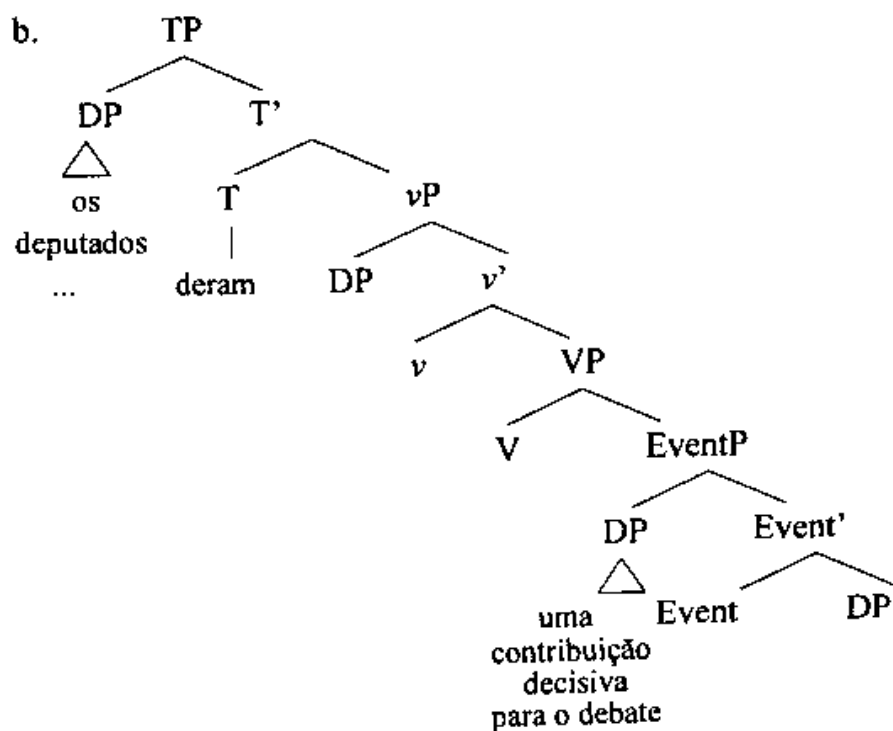 b. TP
DP T’
os T vP
deputados
... deram DP v’
v VP
V EventP
DP Event’
uma Event DP
contribuição
decisiva
para o debate